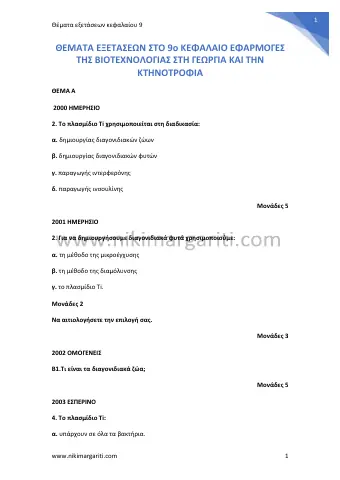 Θέματα εξετάσεων κεφαλαίου 9
1
ΘΕΜΑΤΑ ΕΞΕΤΑΣΕΩΝ ΣΤΟ 9ο ΚΕΦΑΛΑΙΟ ΕΦΑΡΜΟΓΕΣ
ΤΗΣ ΒΙΟΤΕΧΝΟΛΟΓΙΑΣ ΣΤΗ ΓΕΩΡΓΙΑ ΚΑΙ ΤΗΝ
ΚΤΗΝΟΤΡΟΦΙΑ
ΘΕΜΑ Α
2000 ΗΜΕΡΗΣΙΟ
2. Το πλασμίδιο Ti χρησιμοποιείται στη διαδικασία:
α. δημιουργίας διαγονιδιακών ζώων
β. δημιουργίας διαγονιδιακών φυτών
γ. παραγωγής ιντερφερόνης
δ. παραγωγής ινσουλίνης
Μονάδες 5
2001 ΗΜΕΡΗΣΙΟ
2. Για να δημιουργήσουμε διαγονιδιακά φυτά χρησιμοποιούμε:
www.nikimargariti.com
α. τη μέθοδο της μικροέγχυσης
β. τη μέθοδο της διαμόλυνσης
γ. το πλασμίδιο Ti.
Μονάδες 2
Να αιτιολογήσετε την επιλογή σας.
Μονάδες 3
2002 ΟΜΟΓΕΝΕΙΣ
Β1.Τι είναι τα διαγονιδιακά ζώα;
Μονάδες 5
2003 ΕΣΠΕΡΙΝΟ
4. Το πλασμίδιο Ti:
α. υπάρχουν σε όλα τα βακτήρια.
www.nikimargariti.com
1